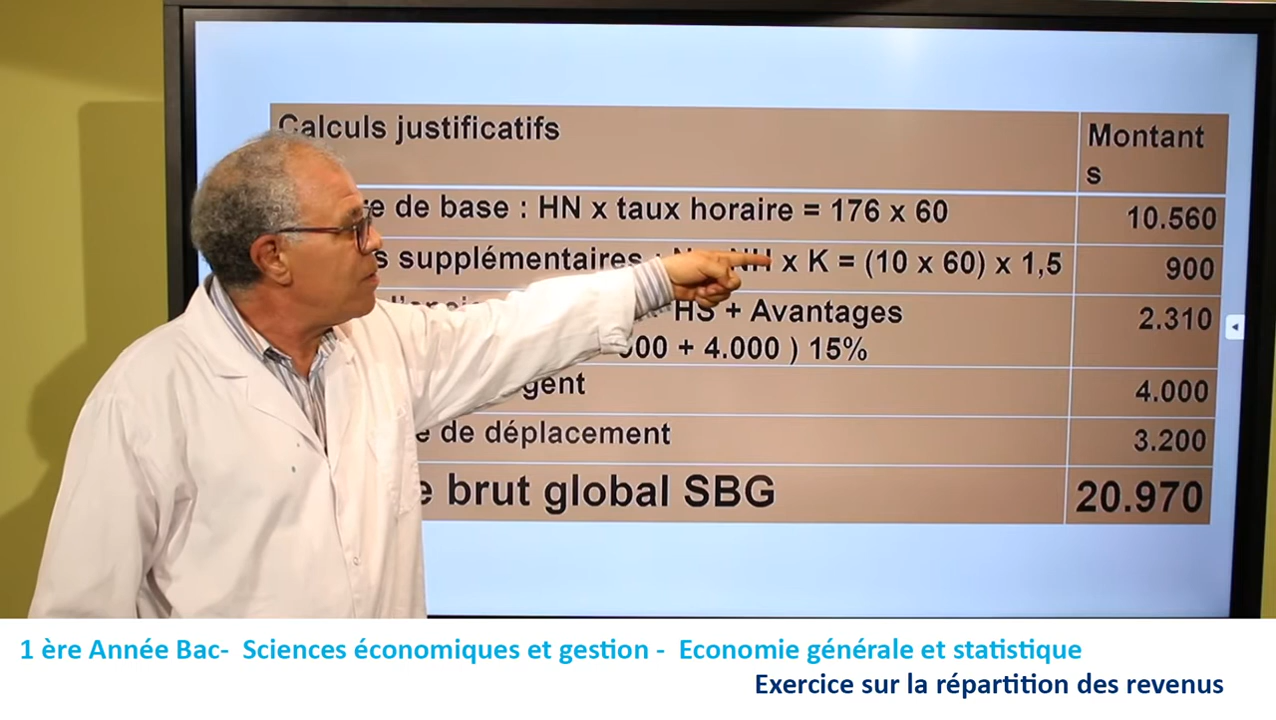 Calculs justificatifs
Montant
s
e de base : HN x taux horaire = 176 x 60
10.560
s supplémentaires :
x K = (10 x 60) x 1,5
900
HS + Avantages
2.310
+ 4.000 ) 15%
gent
4.000
e de déplacement
3.200
e brut global SBG
20.970
1 ère Année Bac- Sciences économiques et gestion - Economie générale et statistique
Exercice sur la répartition des revenus